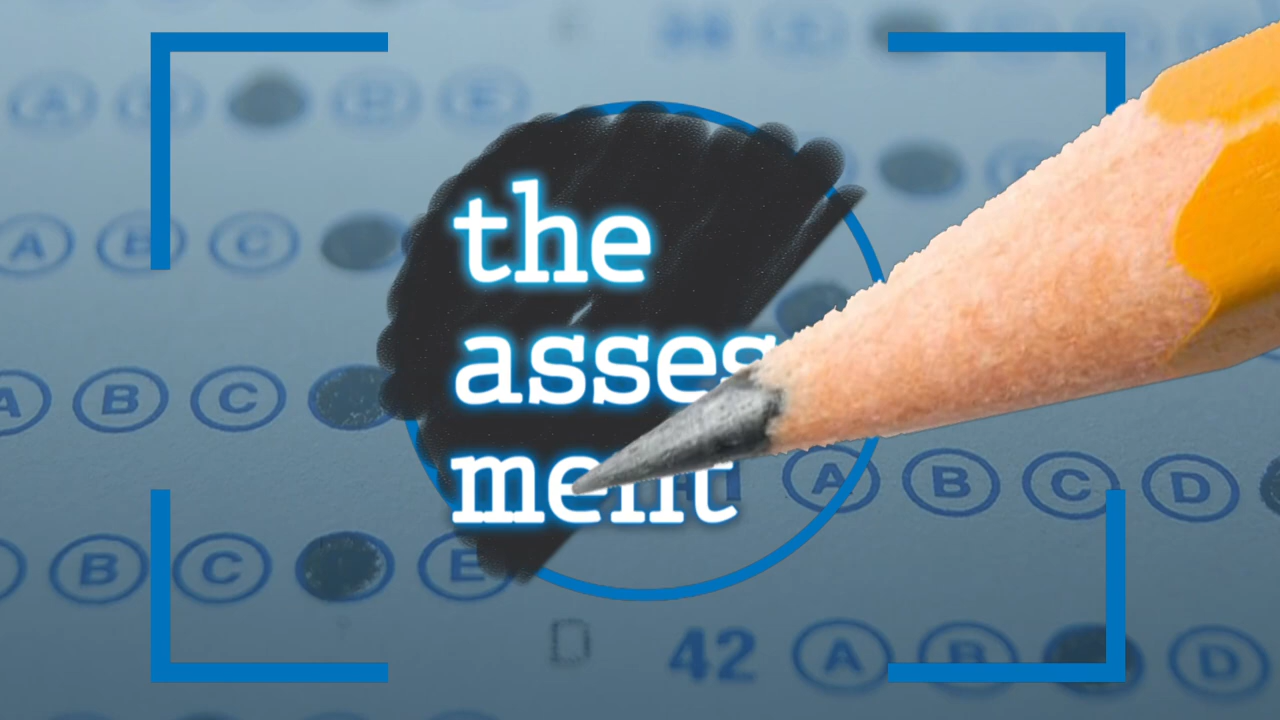 A E
the
A B C
asses
A B C
ment
A B C D
B C E
42 A B D